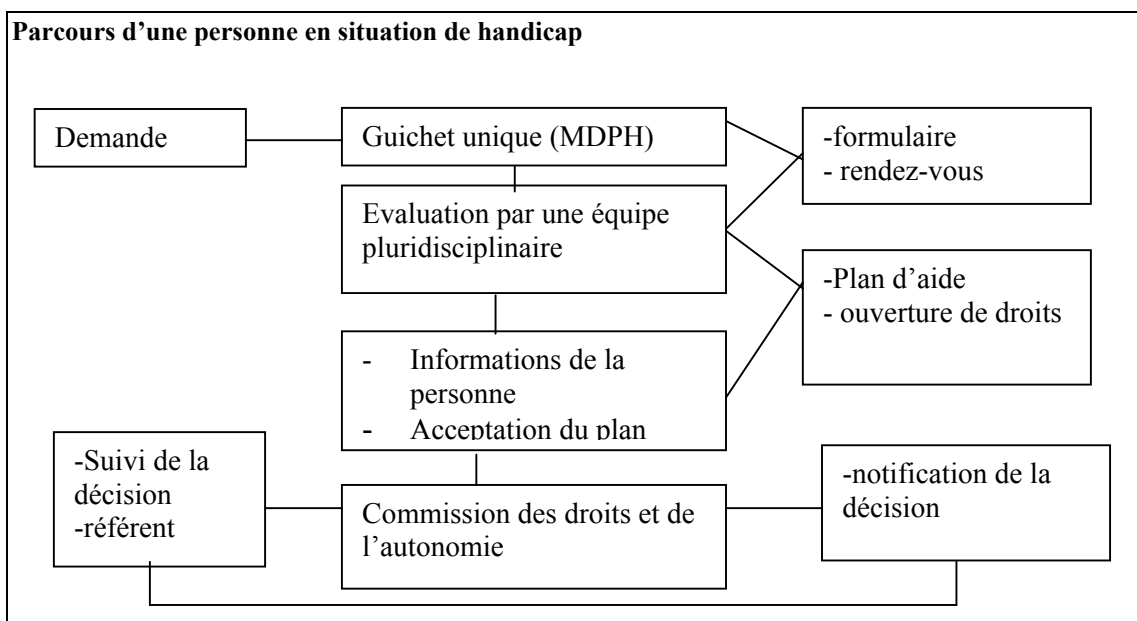 Parcours d'une personne en situation de handicap
Demande
Guichet unique (MDPH)
-formulaire
- rendez-vous
Evaluation par une équipe
pluridisciplinaire
-Plan d'aide
- ouverture de droits
- Informations de la
personne
- Acceptation du plan
-Suivi de la
décision
-référent
Commission des droits et de
l'autonomie
-notification de la
décision